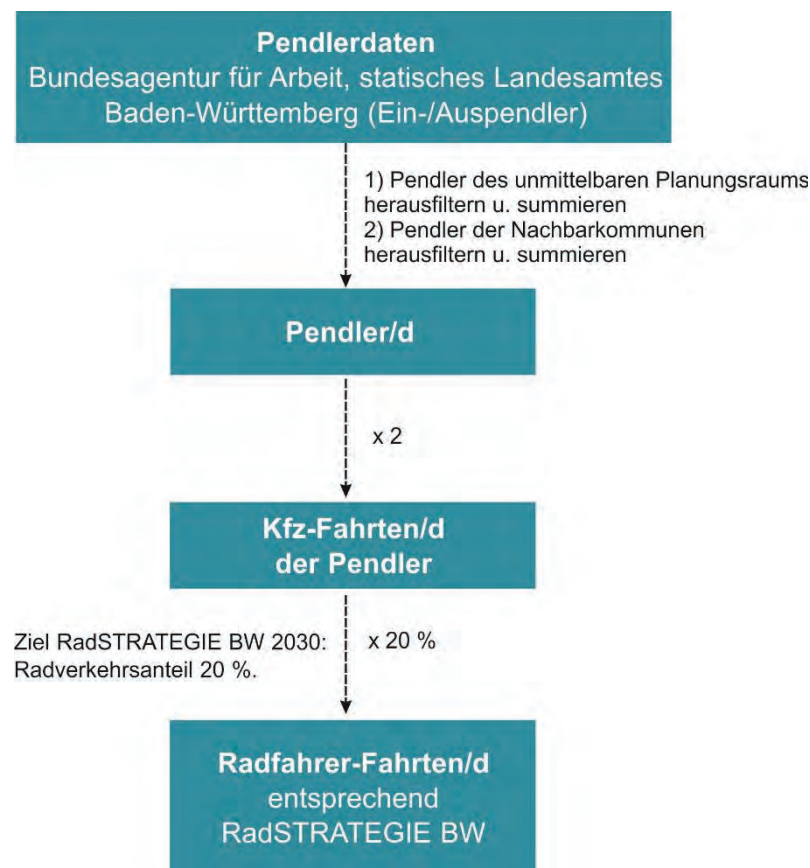 Pendlerdaten
Bundesagentur für Arbeit, statisches Landesamtes
Baden-Württemberg (Ein-/Auspendler)
1) Pendler des unmittelbaren Planungsraums
herausfiltern u. summieren
2) Pendler der Nachbarkommunen
herausfiltern u. summieren
Pendler/d
x 2
Kfz-Fahrten/d
der Pendler
Ziel RadSTRATEGIE BW 2030:
Radverkehrsanteil 20 %.
x 20 %
Radfahrer-Fahrten/d
entsprechend
RadSTRATEGIE BW